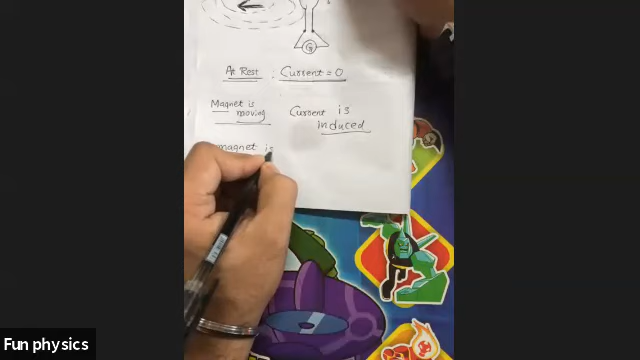 G
At Rest : Current = 0
Magnet is Current is
moving induced
magnet is
Fun physics